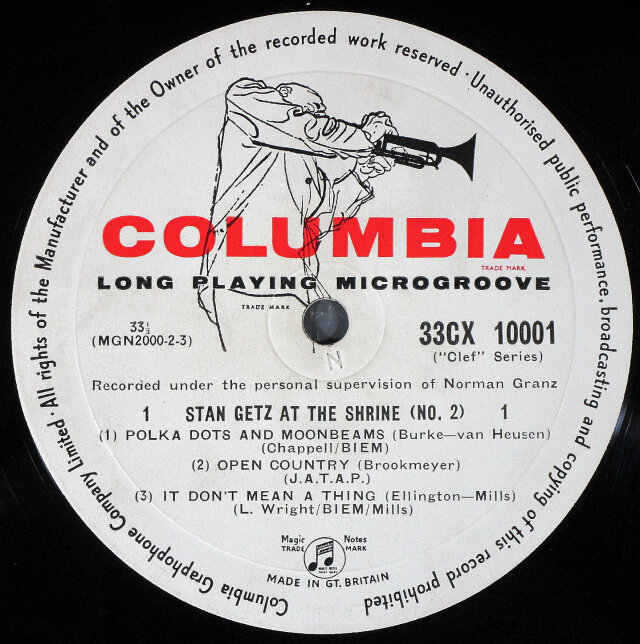 Columbia Graphophone Company Limited · All rights of the Manufacturer and of the Owner of the recorded work reserved · Unauthorised public performance, broadcasting and copying of this record prohibited
COLUMBIA
TRADE MARK
LONG PLAYING MICROGROOVE
TRADE MARK
33⅓
(MGN2000-2-3)
33CX 10001
("Clef" Series)
N
Recorded under the personal supervision of Norman Granz
1 STAN GETZ AT THE SHRINE (NO. 2) 1
(1) POLKA DOTS AND MOONBEAMS (Burke—van Heusen)
(Chappell/BIEM)
(2) OPEN COUNTRY (Brookmeyer)
(J.A.T.A.P.)
(3) IT DON'T MEAN A THING (Ellington—Mills)
(L. Wright/BIEM/Mills)
Magic Notes
TRADE MARK
MADE IN GT. BRITAIN